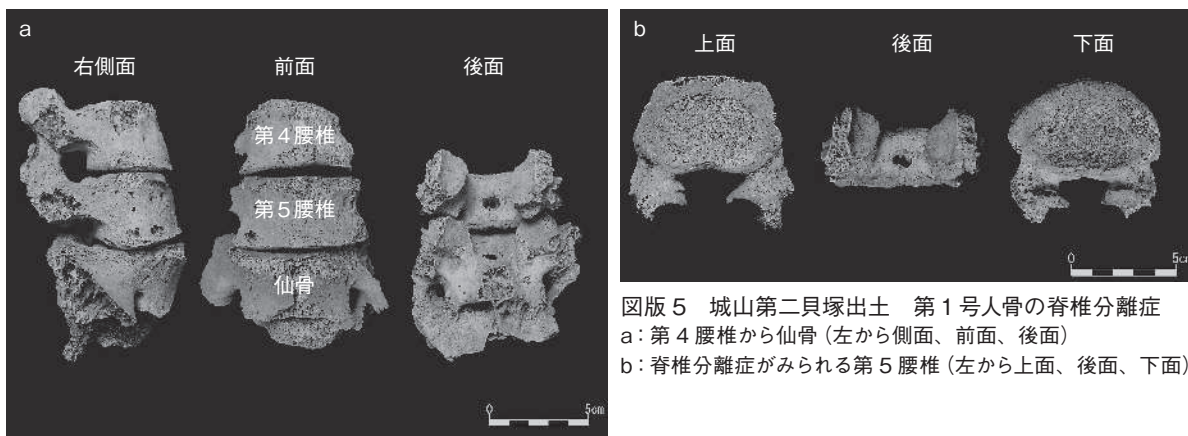 a
右側面 前面 後面
第4腰椎
第5腰椎
仙骨
0 5cm
b
上面 後面 下面
0 5cm
図版5 城山第二貝塚出土 第1号人骨の脊椎分離症
a：第4腰椎から仙骨（左から側面、前面、後面）
b：脊椎分離症がみられる第5腰椎（左から上面、後面、下面）